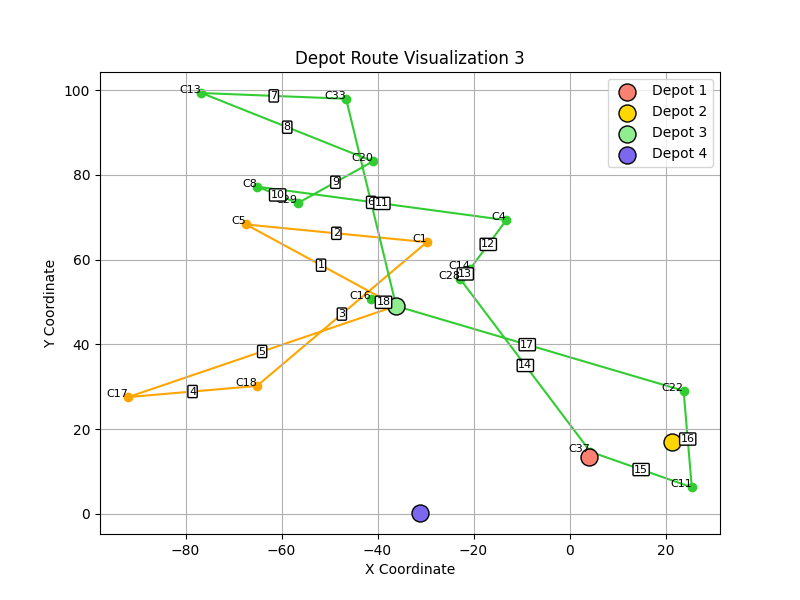 Depot Route Visualization 3
Depot 1
Depot 2
Depot 3
Depot 4
Y Coordinate
100
80
60
40
20
0
C13
7
C33
8
C20
9
C8
10
C29
6
11
C4
12
C5
2
C1
1
C14
13
C28
C16
18
3
17
5
14
C17
4
C18
C22
16
C37
15
C11
−80
−60
−40
−20
0
20
X Coordinate